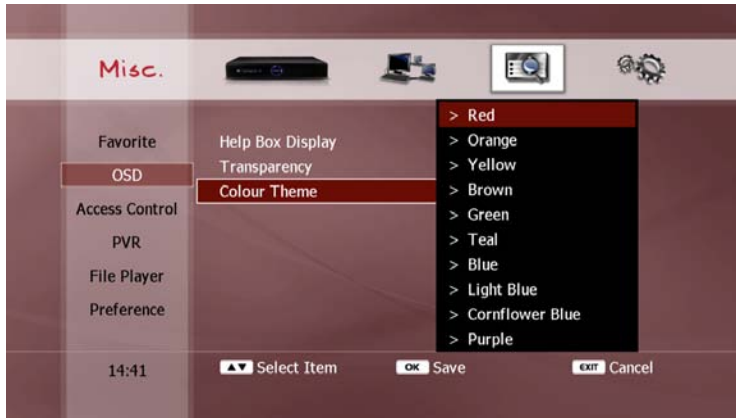 Misc.
Favorite
OSD
Access Control
PVR
File Player
Preference
14:41
Help Box Display
Transparency
Colour Theme
> Red
> Orange
> Yellow
> Brown
> Green
> Teal
> Blue
> Light Blue
> Cornflower Blue
> Purple
▲▼ Select Item
OK Save
EXIT Cancel